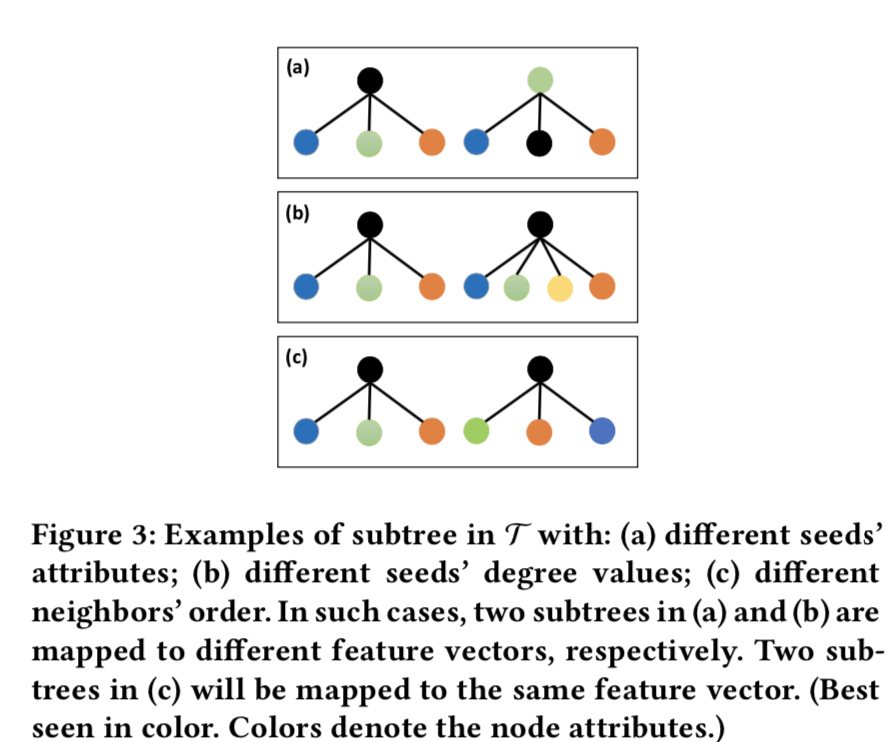 (a)
(b)
(c)
Figure 3: Examples of subtree in 𝒯 with: (a) different seeds'
attributes; (b) different seeds' degree values; (c) different
neighbors' order. In such cases, two subtrees in (a) and (b) are
mapped to different feature vectors, respectively. Two sub-
trees in (c) will be mapped to the same feature vector. (Best
seen in color. Colors denote the node attributes.)